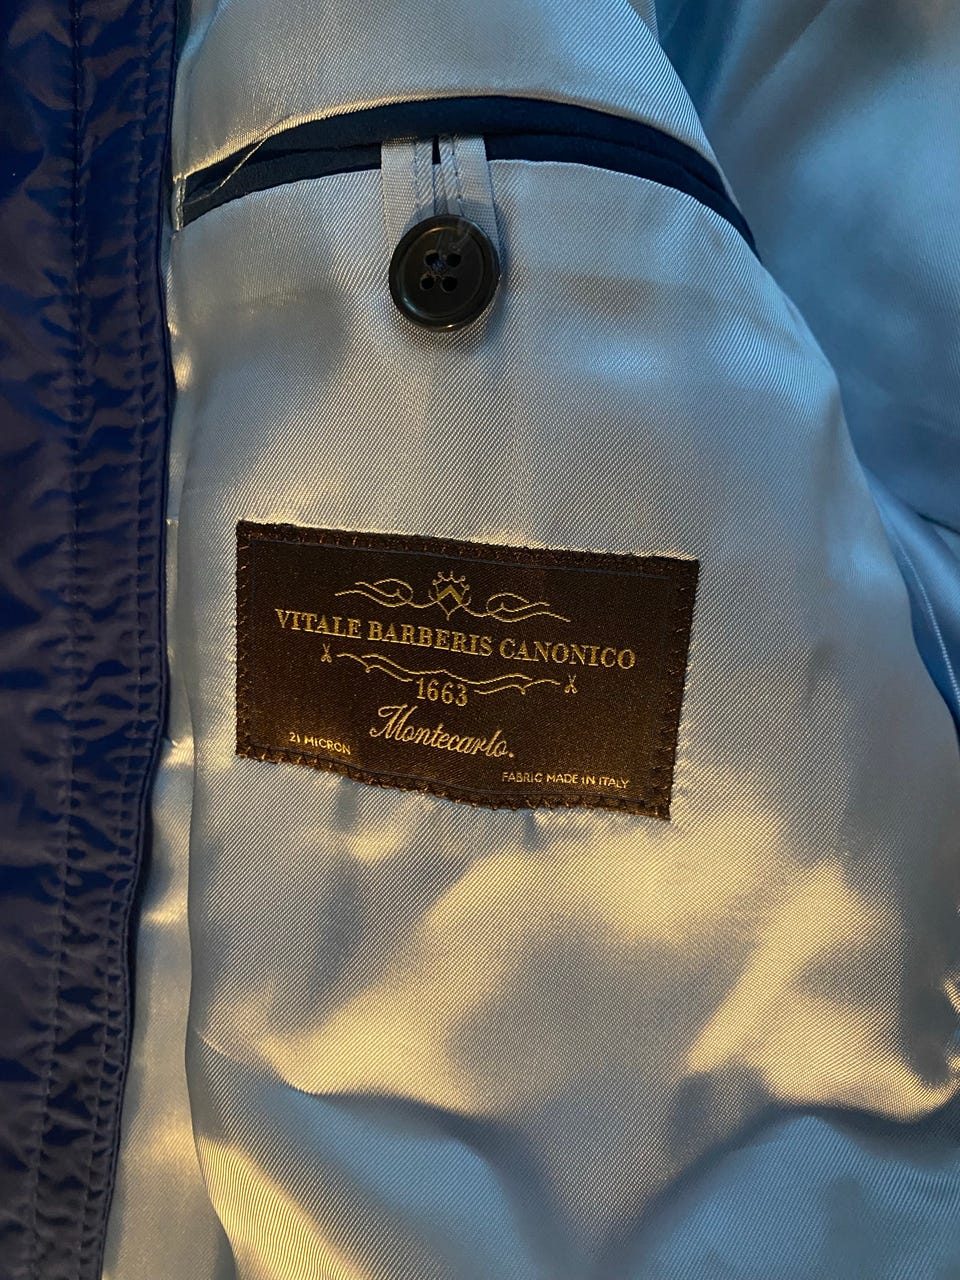 VITALE BARBERIS CANONICO
1663
Montecarlo.
21 MICRON
FABRIC MADE IN ITALY